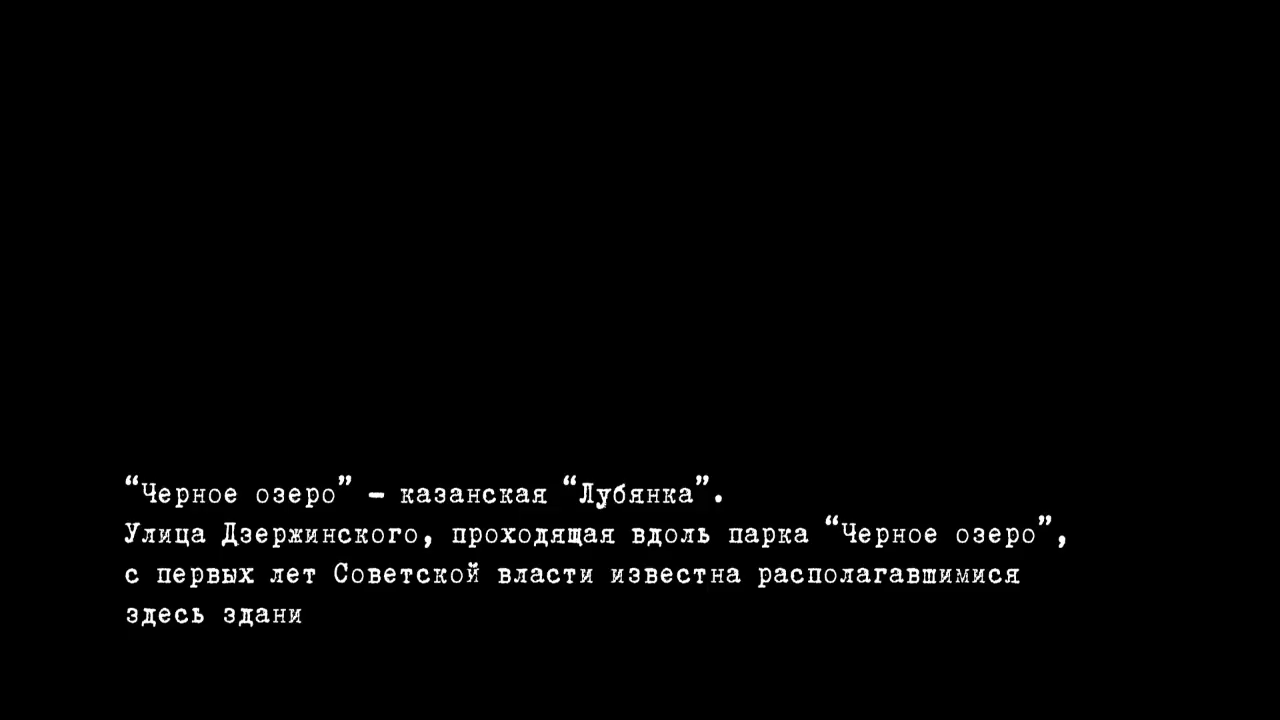 “Черное озеро” – казанская “Лубянка”.
Улица Дзержинского, проходящая вдоль парка “Черное озеро”,
с первых лет Советской власти известна располагавшимися
здесь здани